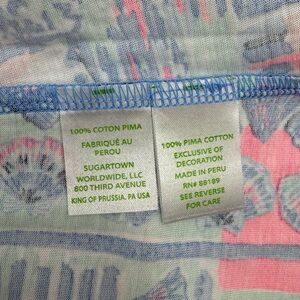 100% COTON PIMA
FABRIQUÉ AU
PEROU
SUGARTOWN
WORLDWIDE, LLC
800 THIRD AVENUE
KING OF PRUSSIA, PA USA
100% PIMA COTTON
EXCLUSIVE OF
DECORATION
MADE IN PERU
RN# 88189
SEE REVERSE
FOR CARE